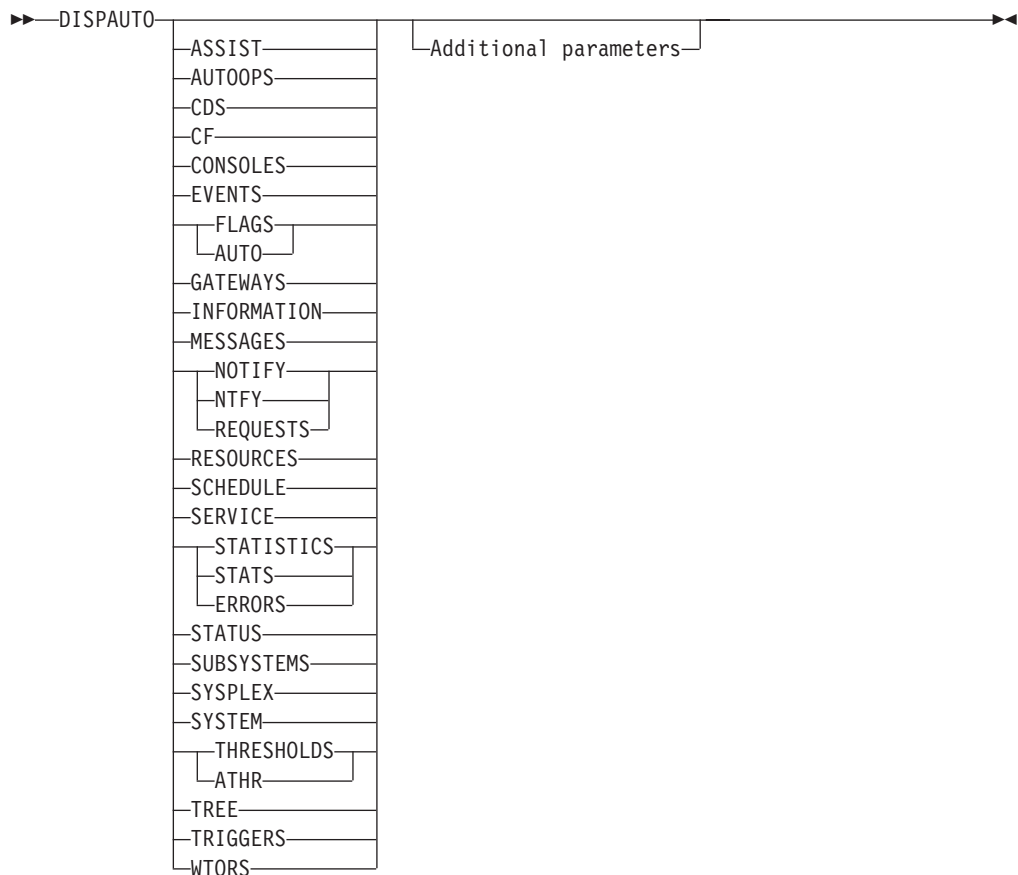 DISPAUTO
ASSIST
Additional parameters
AUTOOPS
CDS
CF
CONSOLES
EVENTS
FLAGS
AUTO
GATEWAYS
INFORMATION
MESSAGES
NOTIFY
NTFY
REQUESTS
RESOURCES
SCHEDULE
SERVICE
STATISTICS
STATS
ERRORS
STATUS
SUBSYSTEMS
SYSPLEX
SYSTEM
THRESHOLDS
ATHR
TREE
TRIGGERS
WTORS